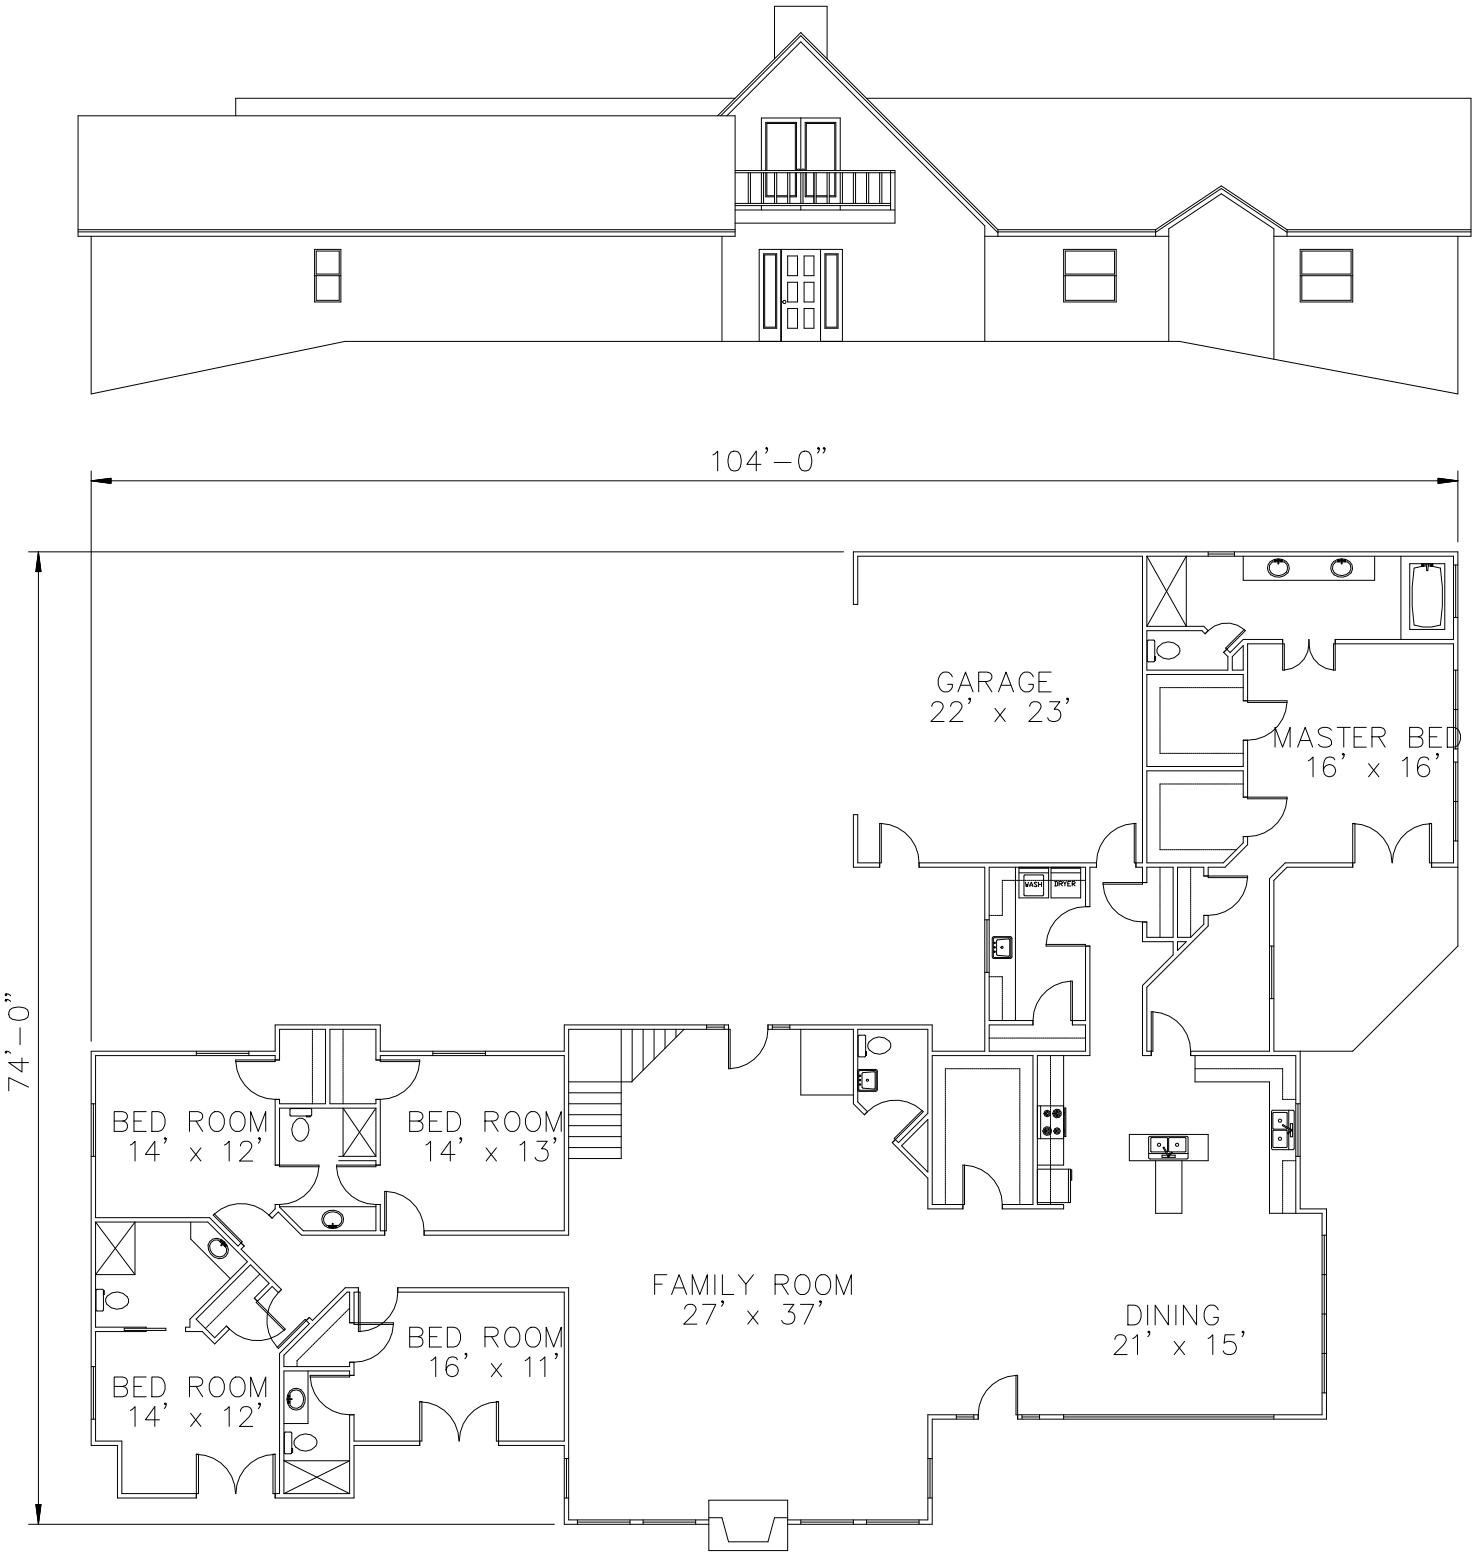 104'-0"
74'-0"
GARAGE
22' x 23'
MASTER BED
16' x 16'
WASH DRYER
BED ROOM
14' x 12'
BED ROOM
14' x 13'
FAMILY ROOM
27' x 37'
DINING
21' x 15'
BED ROOM
16' x 11'
BED ROOM
14' x 12'